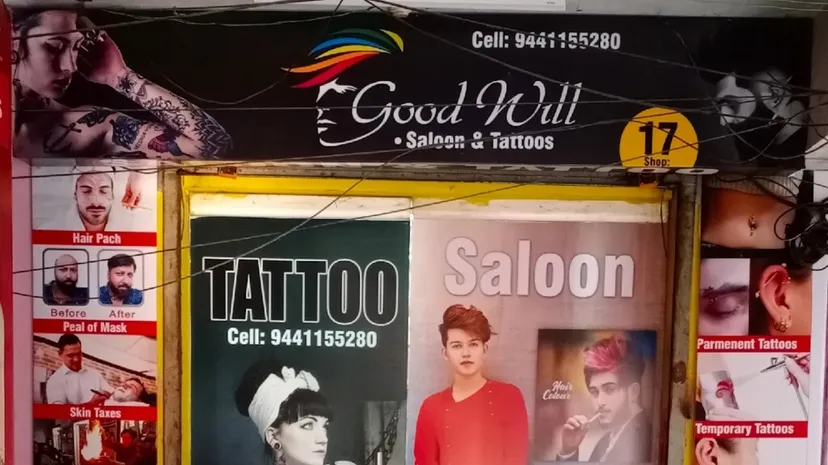 Cell: 9441155280
Good Will
• Saloon & Tattoos
17
Shop:
Hair Pach
Before After
Peal of Mask
Skin Taxes
TATTOO
Cell: 9441155280
Saloon
Hair
Colour
Parmenent Tattoos
Temporary Tattoos